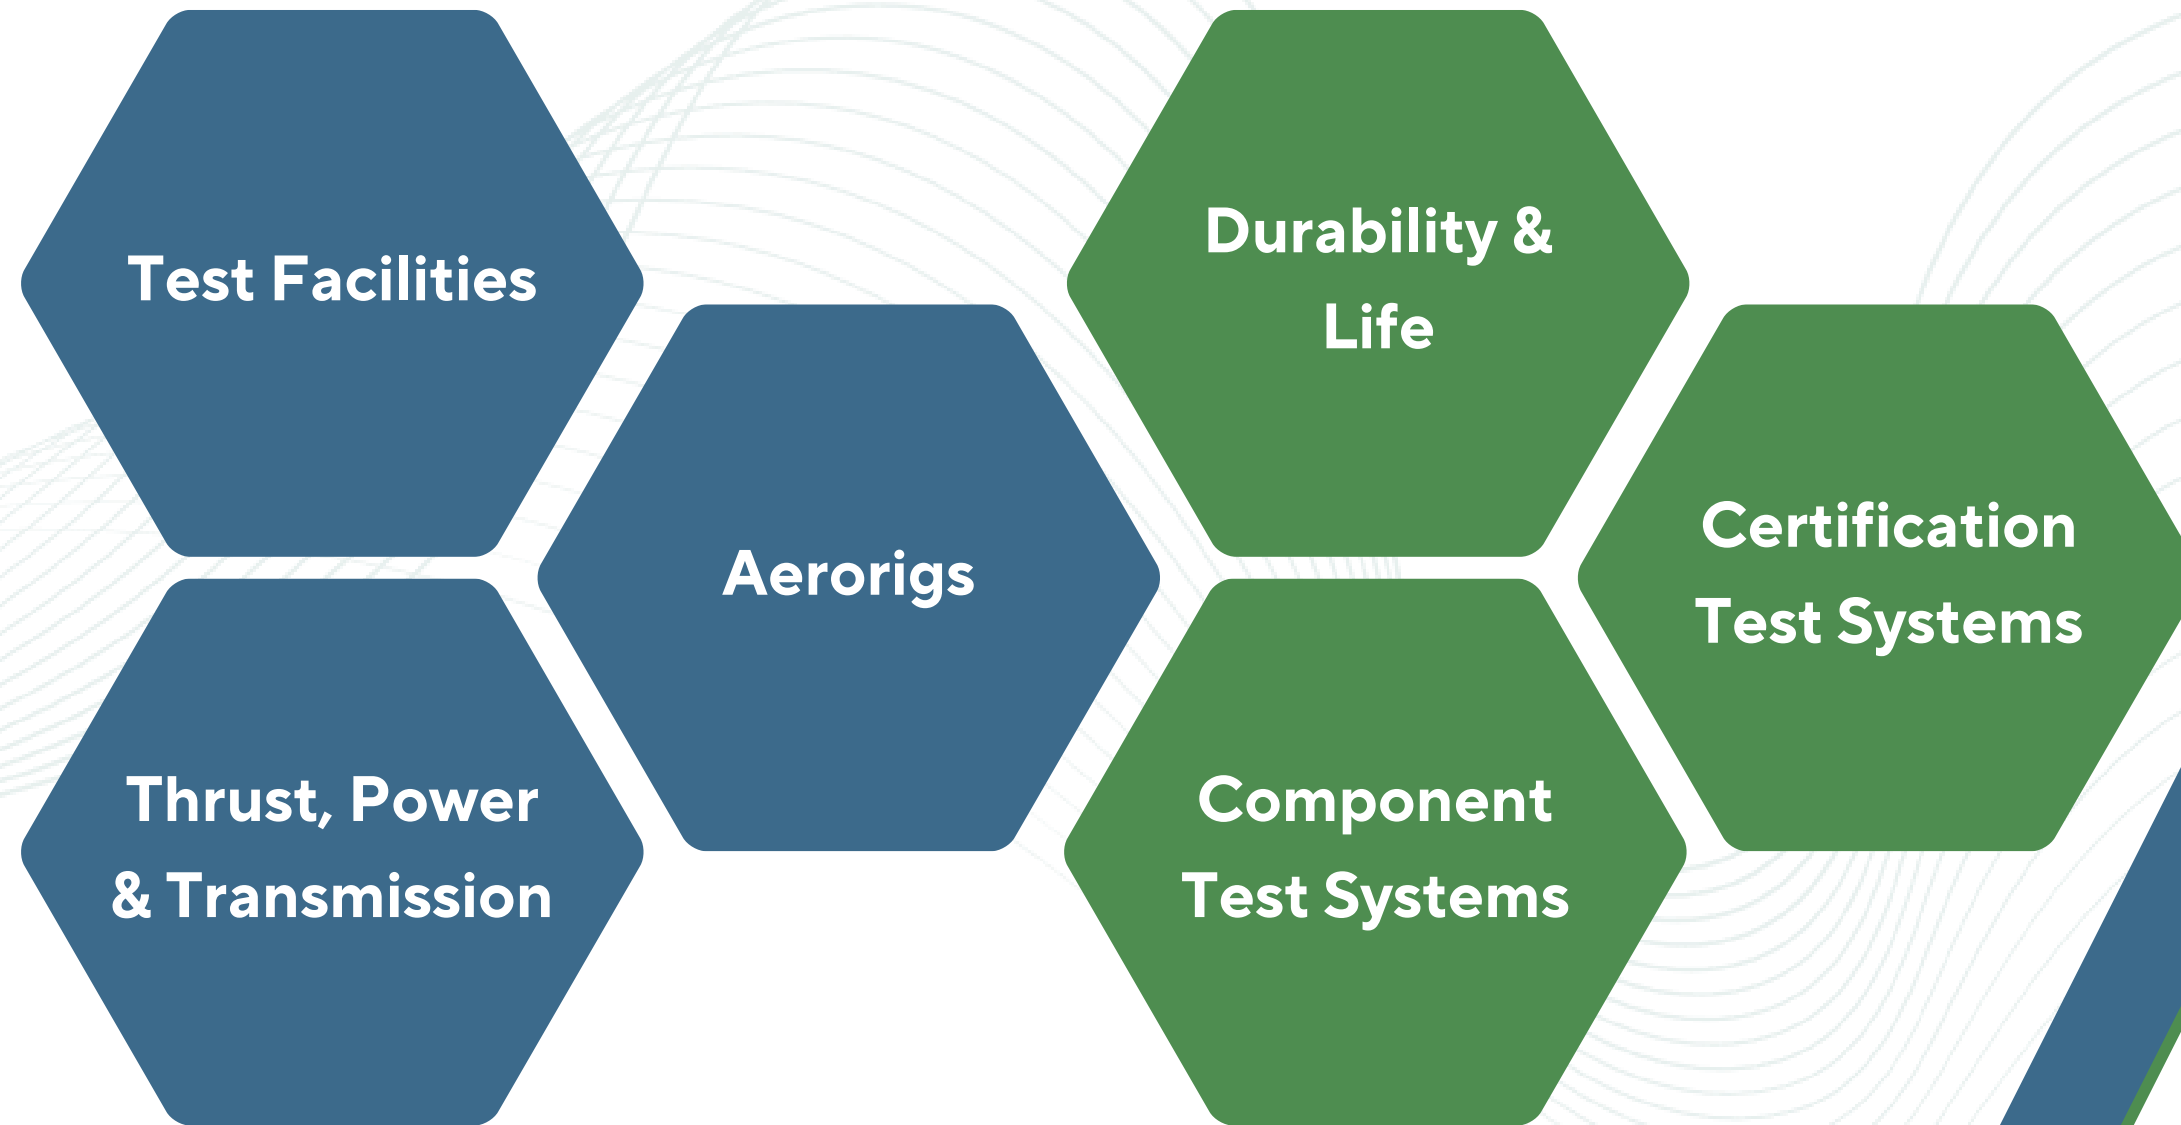 Test Facilities
Thrust, Power
& Transmission
Aerorigs
Durability &
Life
Component
Test Systems
Certification
Test Systems